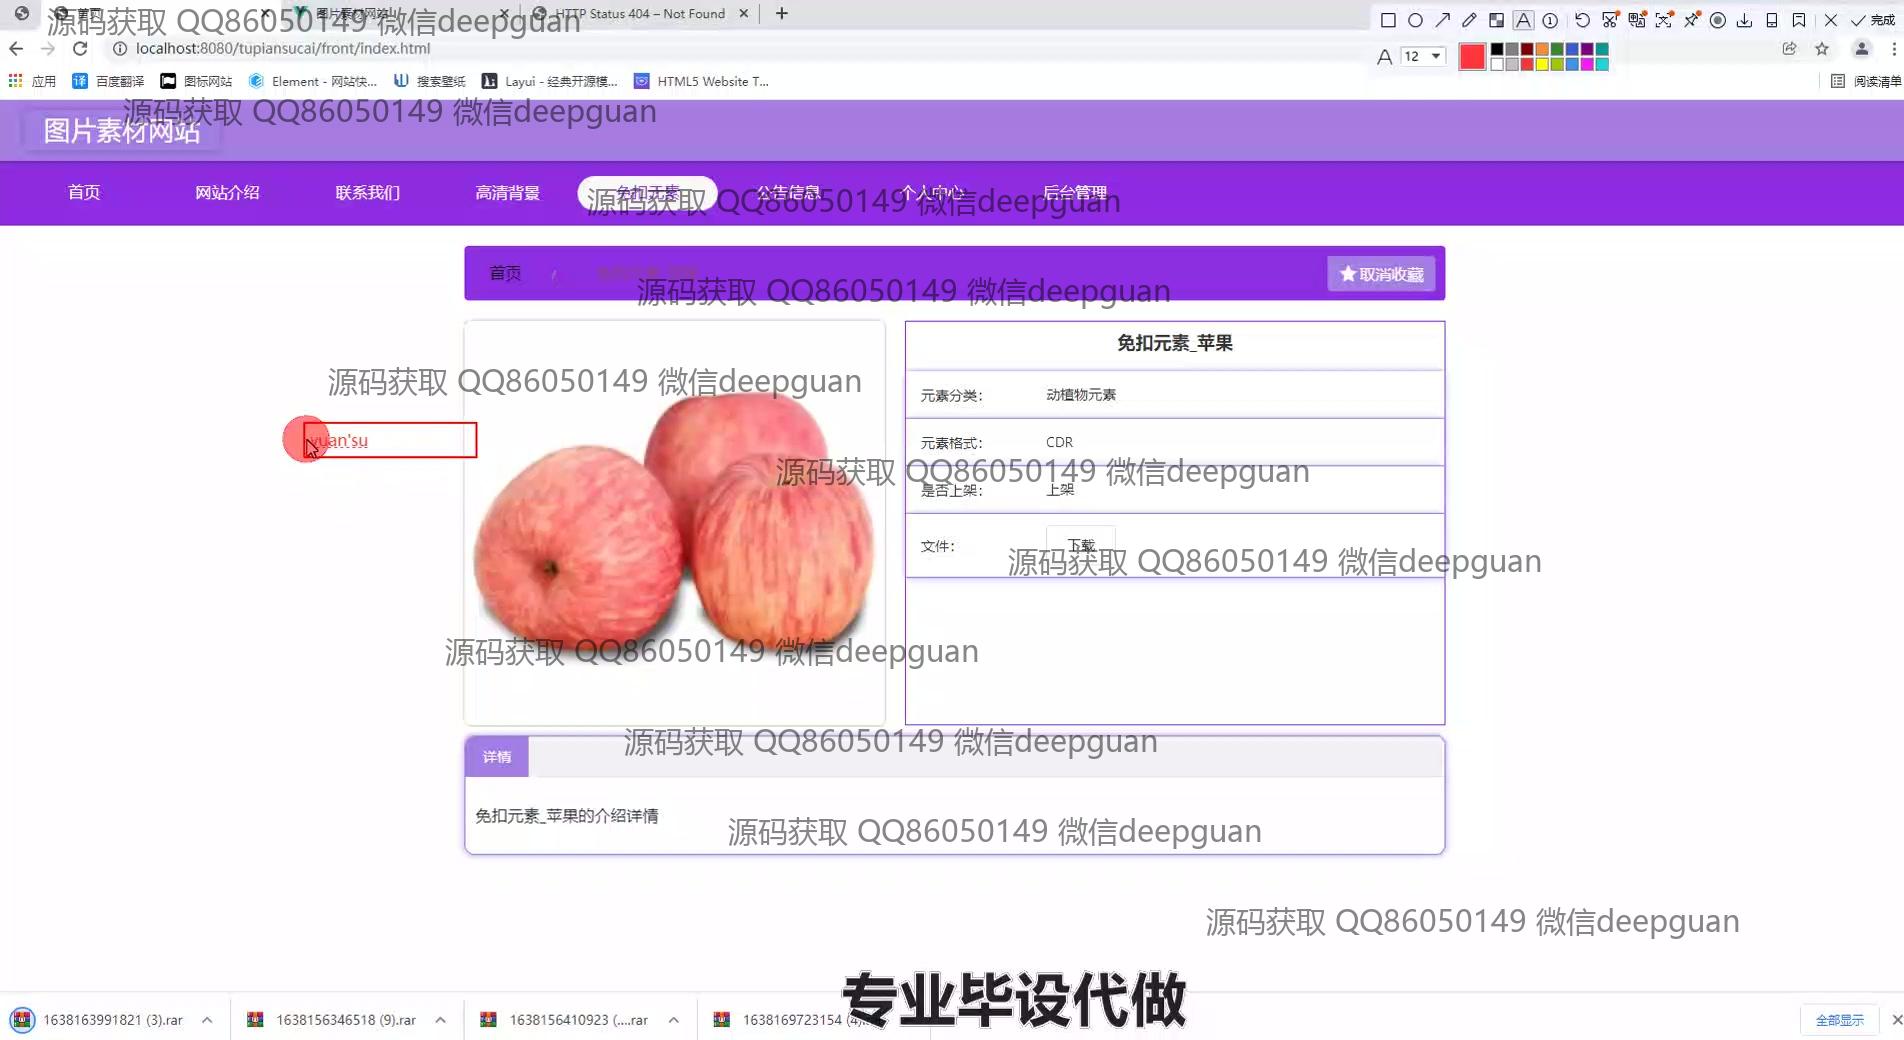 首页
图片素材网站
HTTP Status 404 – Not Found
源码获取 QQ86050149 微信deepguan
完成
localhost:8080/tupiansucai/front/index.html
A
12
应用
百度翻译
图标网站
Element - 网站快...
搜索壁纸
Layui - 经典开源模...
HTML5 Website T...
阅读清单
源码获取 QQ86050149 微信deepguan
图片素材网站
首页
网站介绍
联系我们
高清背景
免扣元素
公告信息
个人中心
后台管理
源码获取 QQ86050149 微信deepguan
首页
/
取消收藏
源码获取 QQ86050149 微信deepguan
免扣元素_苹果
源码获取 QQ86050149 微信deepguan
元素分类：
动植物元素
yuan'su
元素格式：
CDR
源码获取 QQ86050149 微信deepguan
是否上架：
上架
文件：
下载
源码获取 QQ86050149 微信deepguan
源码获取 QQ86050149 微信deepguan
源码获取 QQ86050149 微信deepguan
详情
免扣元素_苹果的介绍详情
源码获取 QQ86050149 微信deepguan
源码获取 QQ86050149 微信deepguan
专业毕设代做
1638163991821 (3).rar
1638156346518 (9).rar
1638156410923 (....rar
1638169723154 (4)...
全部显示